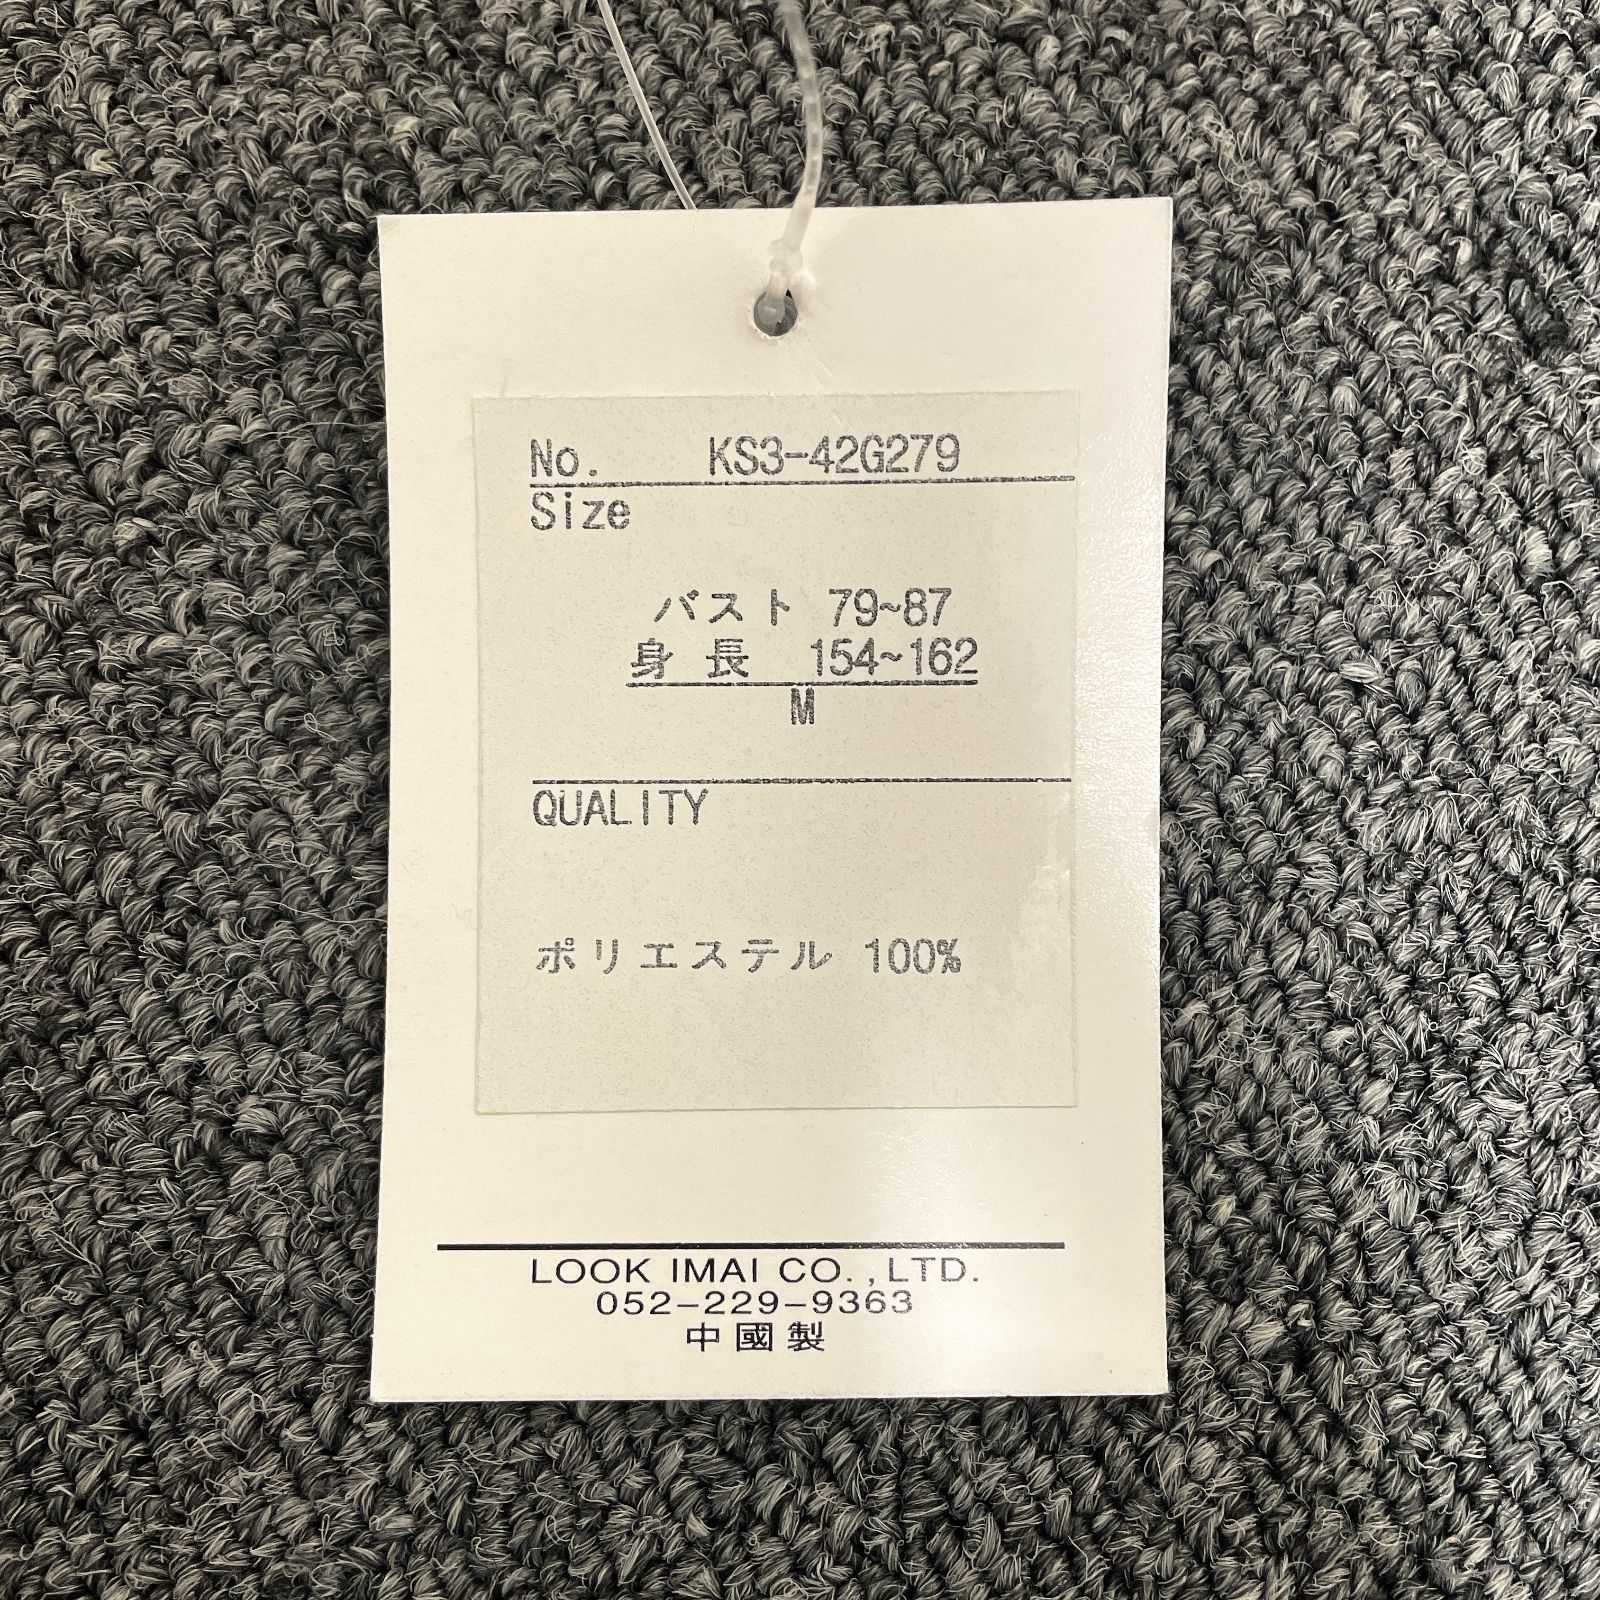 No. KS3-42G279
Size
バスト 79~87
身 長 154~162
M
QUALITY
ポリエステル 100%
LOOK IMAI CO.,LTD.
052-229-9363
中國製